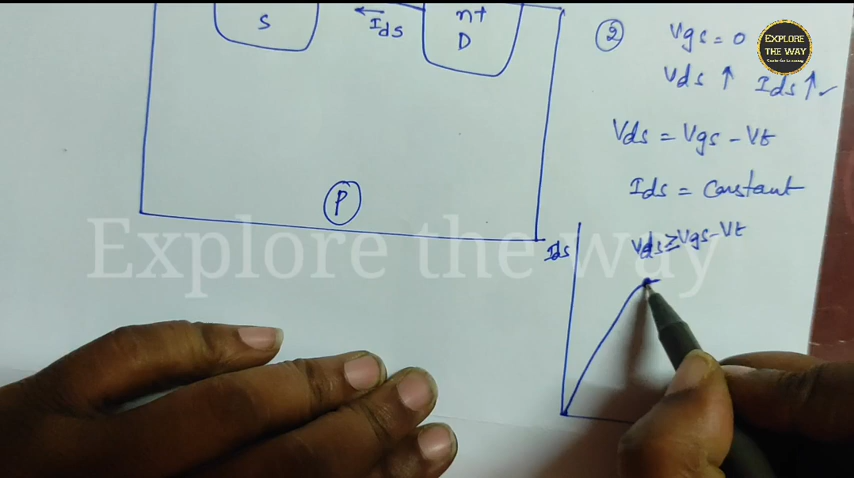 S
Ids
n+
D
P
2
Vgs = 0
Vds ↑ Ids ↑ ✓
Vds = Vgs - Vt
Ids = Constant
Vds ≥ Vgs - Vt
Ids
EXPLORE
THE WAY
Explore the way